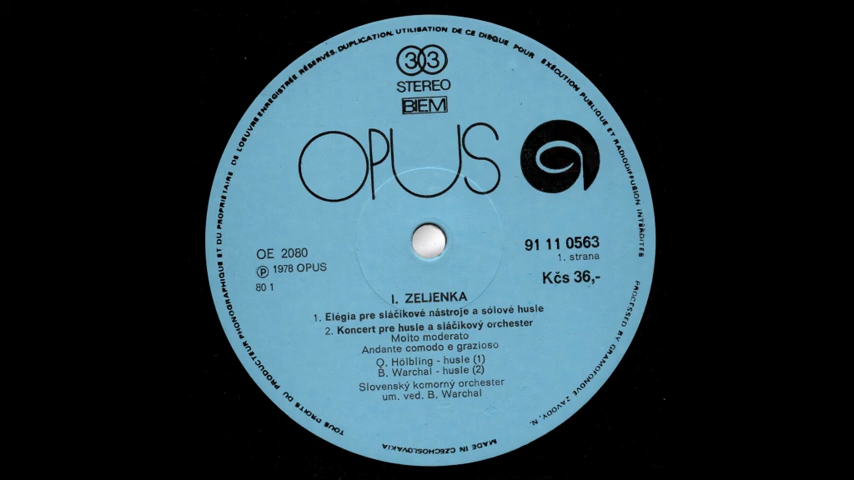 TOUS DROITS DU PRODUCTEUR PHONOGRAPHIQUE ET DU PROPRIETAIRE DE L'OEUVRE ENREGISTRÉE RÉSERVÉS. DUPLICATION, UTILISATION DE CE DISQUE POUR EXÉCUTION PUBLIQUE ET RADIODIFFUSION INTERDITES
33
STEREO
BIEM
OPUS
OE 2080
℗ 1978 OPUS
80 1
91 11 0563
1. strana
Kčs 36,-
I. ZELJENKA
1. Elégia pre sláčikové nástroje a sólové husle
2. Koncert pre husle a sláčikový orchester
Molto moderato
Andante comodo e grazioso
Q. Hölbling - husle (1)
B. Warchal - husle (2)
Slovenský komorný orchester
um. ved. B. Warchal
PROCESSED BY GRAMOFONOVÉ ZÁVODY, N.
MADE IN CZECHOSLOVAKIA